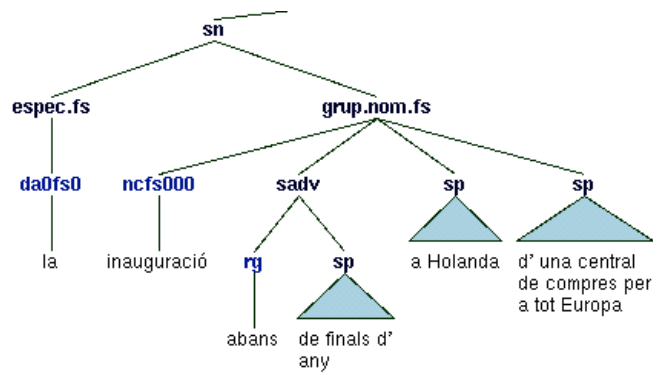 sn
espec.fs grup.nom.fs
da0fs0 ncfs000 sadv sp sp
la inauguració rg sp a Holanda d' una central
de compres per
a tot Europa
abans de finals d'
any